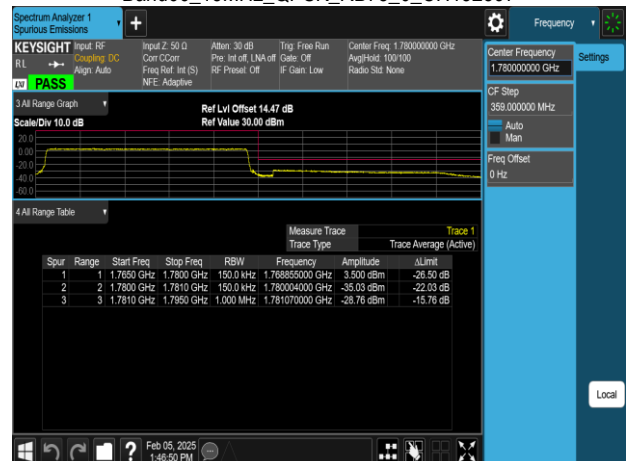 Spectrum Analyzer 1
Spurious Emissions
+
Frequency
KEYSIGHT
RL
LXI
PASS
Input: RF
Coupling: DC
Align: Auto
Input Z: 50 Ω
Corr CCorr
Freq Ref: Int (S)
NFE: Adaptive
Atten: 30 dB
Pre: Int off, LNA off
RF Preset: Off
Trig: Free Run
Gate: Off
IF Gain: Low
Center Freq: 1.780000000 GHz
Avg|Hold: 100/100
Radio Std: None
Center Frequency
1.780000000 GHz
Settings
CF Step
359.000000 MHz
Auto
Man
Freq Offset
0 Hz
Local
3 All Range Graph
Scale/Div 10.0 dB
Ref Lvl Offset 14.47 dB
Ref Value 30.00 dBm
20.0
0.00
-20.0
-40.0
-60.0
4 All Range Table
Measure Trace Trace 1
Trace Type Trace Average (Active)
Spur Range Start Freq Stop Freq RBW Frequency Amplitude ΔLimit
1 1 1.7650 GHz 1.7800 GHz 150.0 kHz 1.768855000 GHz 3.500 dBm -26.50 dB
2 2 1.7800 GHz 1.7810 GHz 150.0 kHz 1.780004000 GHz -35.03 dBm -22.03 dB
3 3 1.7810 GHz 1.7950 GHz 1.000 MHz 1.781070000 GHz -28.76 dBm -15.76 dB
?
Feb 05, 2025
1:46:50 PM